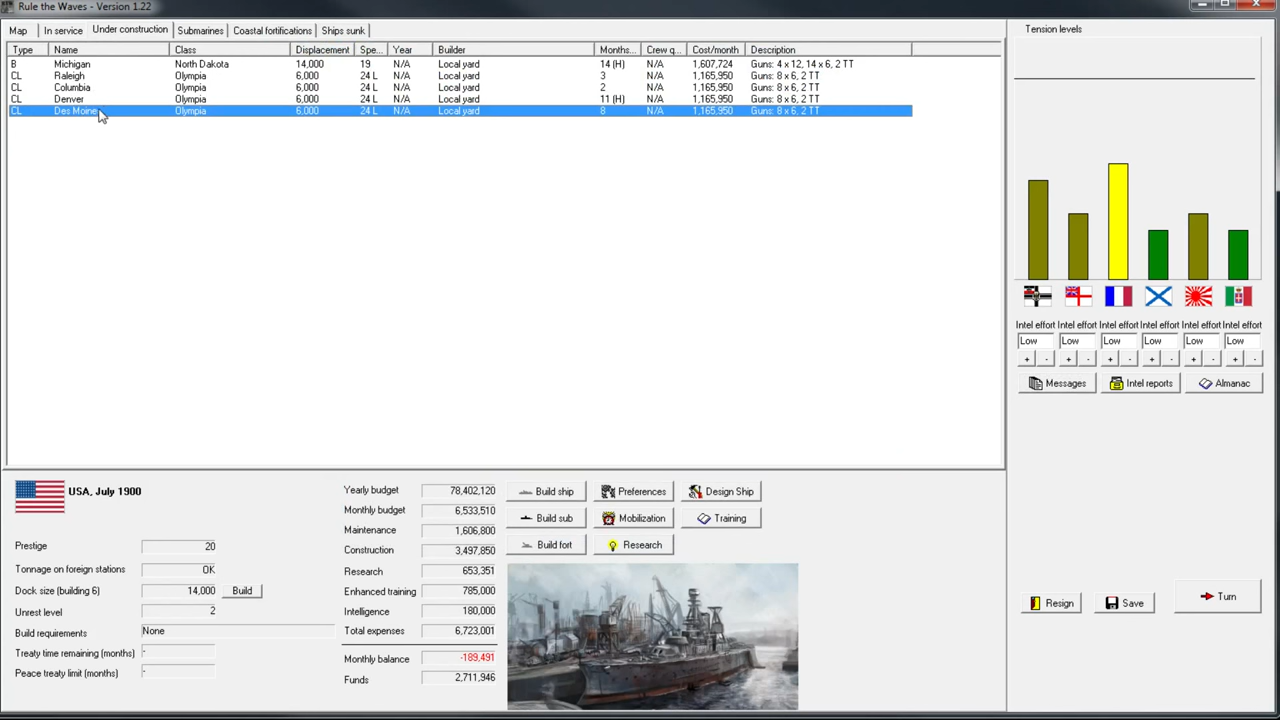 Rule the Waves - Version 1.22
Map In service Under construction Submarines Coastal fortifications Ships sunk
Type Name Class Displacement Spe... Year Builder Months... Crew q... Cost/month Description
B Michigan North Dakota 14,000 19 N/A Local yard 14 (H) N/A 1,607,724 Guns: 4 x 12, 14 x 6, 2 TT
CL Raleigh Olympia 6,000 24 L N/A Local yard 3 N/A 1,165,950 Guns: 8 x 6, 2 TT
CL Columbia Olympia 6,000 24 L N/A Local yard 2 N/A 1,165,950 Guns: 8 x 6, 2 TT
CL Denver Olympia 6,000 24 L N/A Local yard 11 (H) N/A 1,165,950 Guns: 8 x 6, 2 TT
CL Des Moine Olympia 6,000 24 L N/A Local yard 8 N/A 1,165,950 Guns: 8 x 6, 2 TT
Tension levels
Intel effort Intel effort Intel effort Intel effort Intel effort Intel effort
Low Low Low Low Low Low
+ - + - + - + - + - + -
Messages Intel reports Almanac
USA, July 1900
Prestige 20
Tonnage on foreign stations OK
Dock size (building 6) 14,000 Build
Unrest level 2
Build requirements None
Treaty time remaining (months) -
Peace treaty limit (months) -
Yearly budget 78,402,120
Monthly budget 6,533,510
Maintenance 1,606,800
Construction 3,497,850
Research 653,351
Enhanced training 785,000
Intelligence 180,000
Total expenses 6,723,001
Monthly balance -189,491
Funds 2,711,946
Build ship Preferences Design Ship
Build sub Mobilization Training
Build fort Research
Resign Save Turn